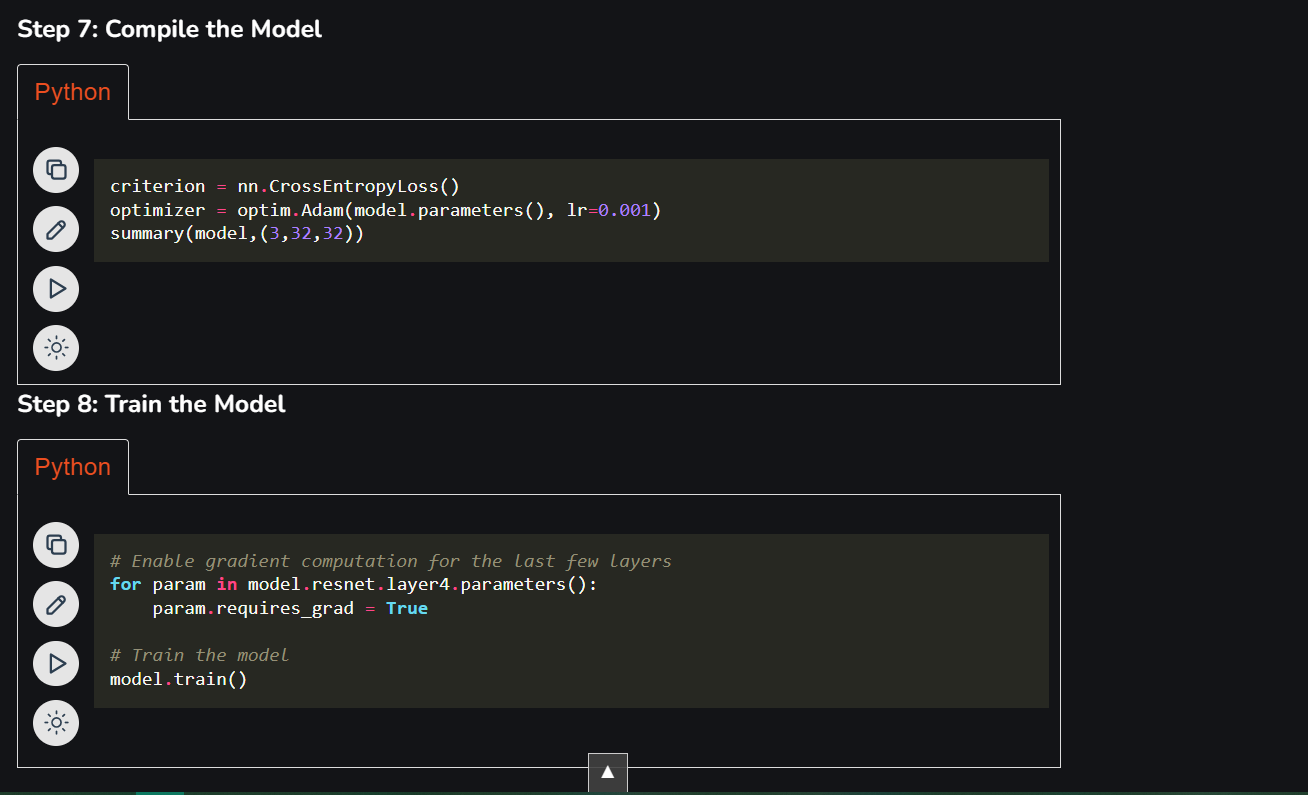 Step 7: Compile the Model
Python
criterion = nn.CrossEntropyLoss()
optimizer = optim.Adam(model.parameters(), lr=0.001)
summary(model,(3,32,32))
Step 8: Train the Model
Python
# Enable gradient computation for the last few layers
for param in model.resnet.layer4.parameters():
    param.requires_grad = True
# Train the model
model.train()